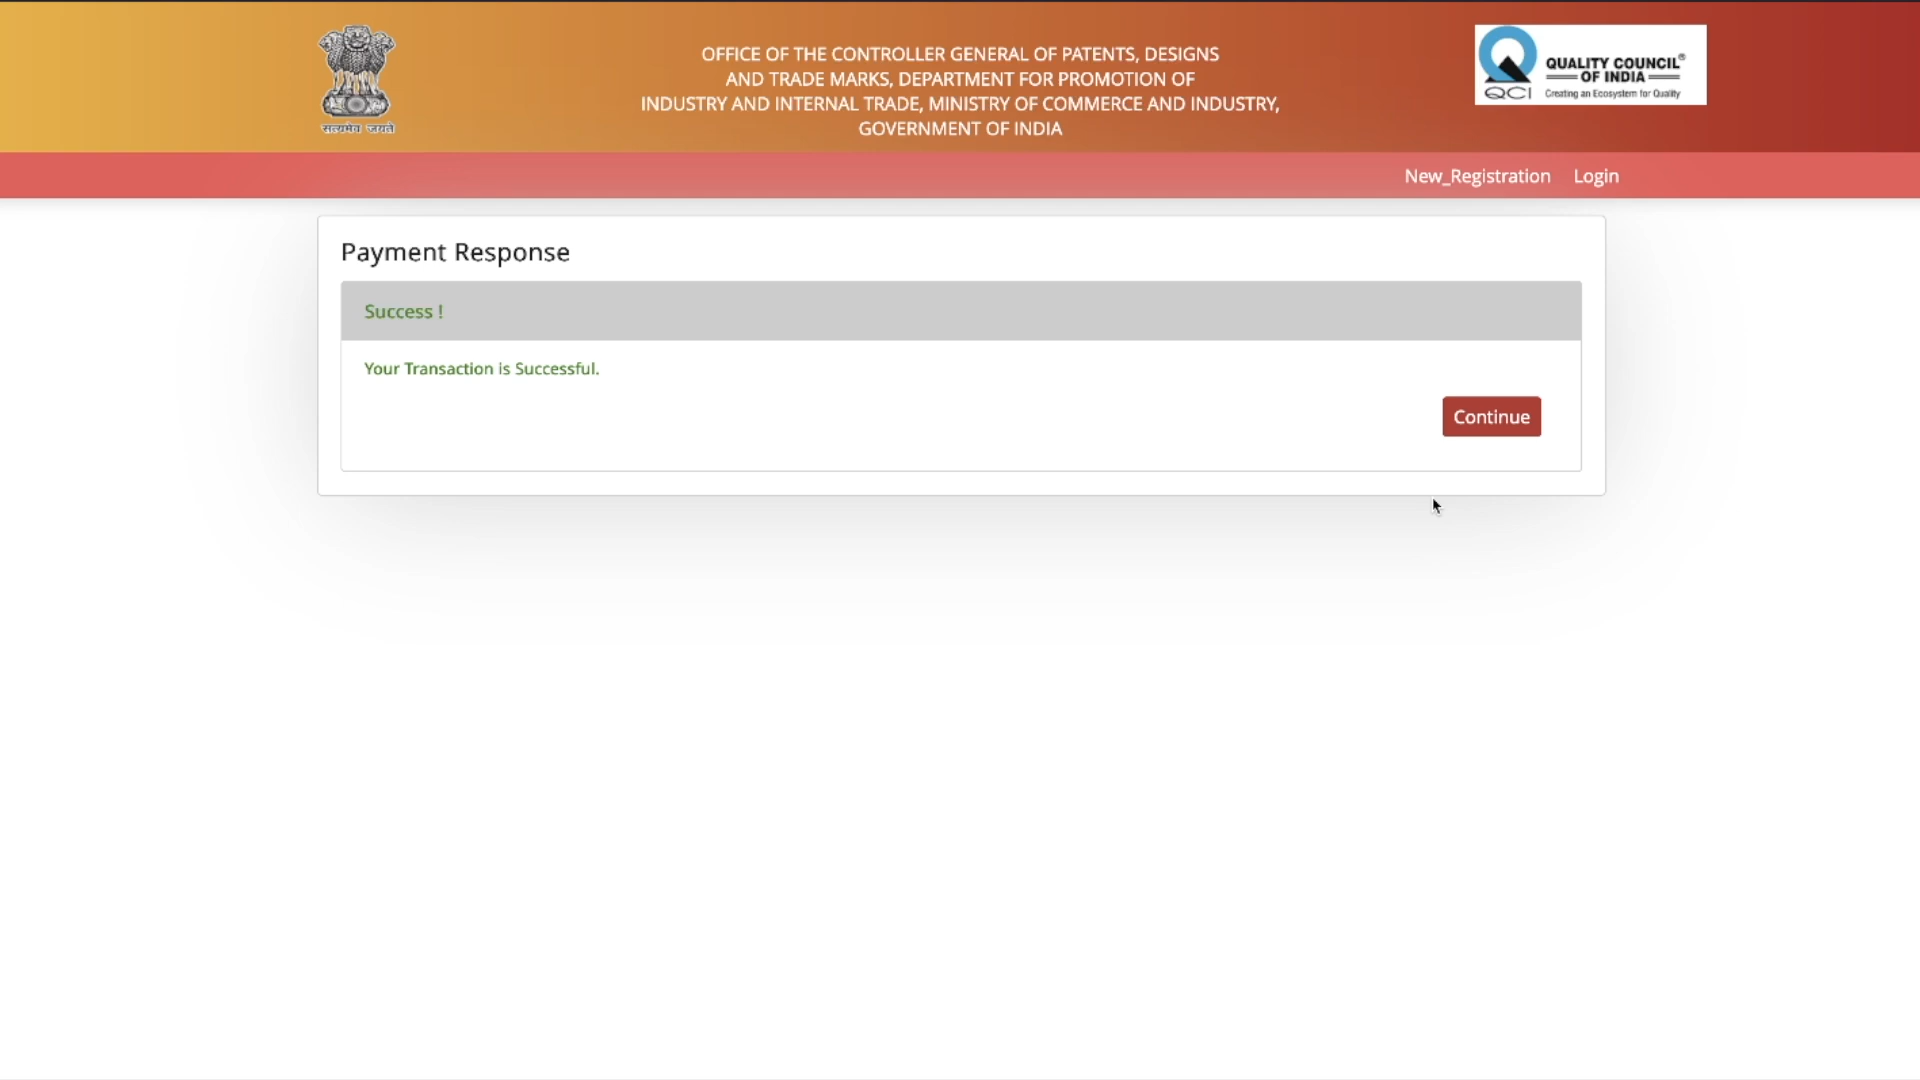 सत्यमेव जयते
OFFICE OF THE CONTROLLER GENERAL OF PATENTS, DESIGNS
AND TRADE MARKS, DEPARTMENT FOR PROMOTION OF
INDUSTRY AND INTERNAL TRADE, MINISTRY OF COMMERCE AND INDUSTRY,
GOVERNMENT OF INDIA
QCI
QUALITY COUNCIL®
OF INDIA
Creating an Ecosystem for Quality
New_Registration Login
Payment Response
Success !
Your Transaction is Successful.
Continue